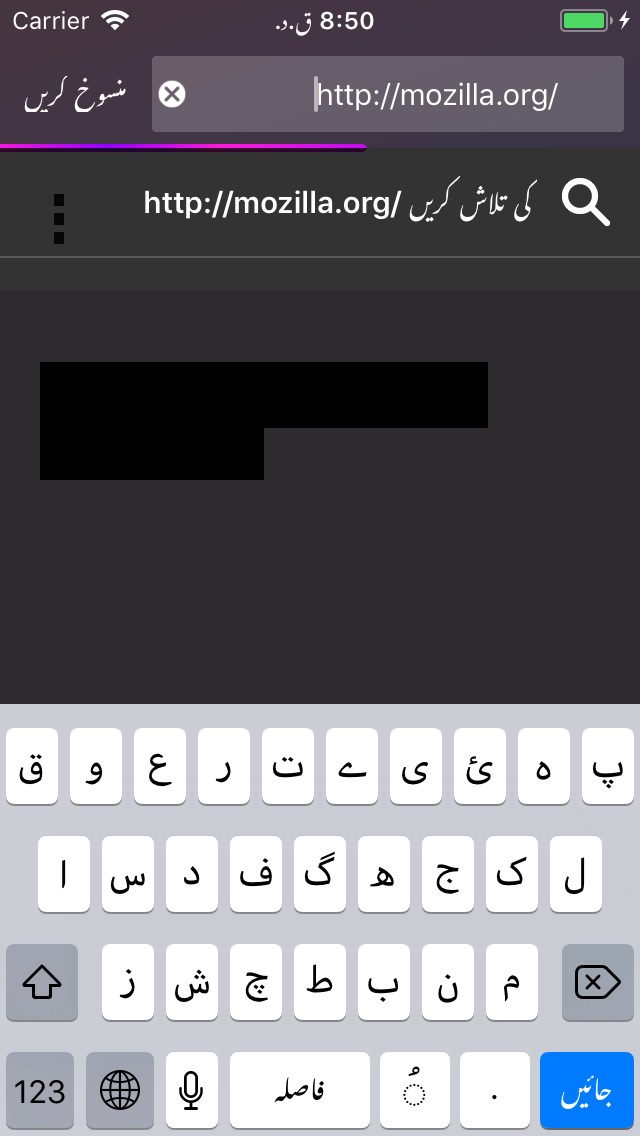 Carrier 8:50 ق.د.
منسوخ کریں http://mozilla.org/
http://mozilla.org/ کی تلاش کریں
ق و ع ر ت ے ی ئ ہ پ
ا س د ف گ ھ ج ک ل
ز ش چ ط ب ن م
123 فاصلہ ُ . جائیں